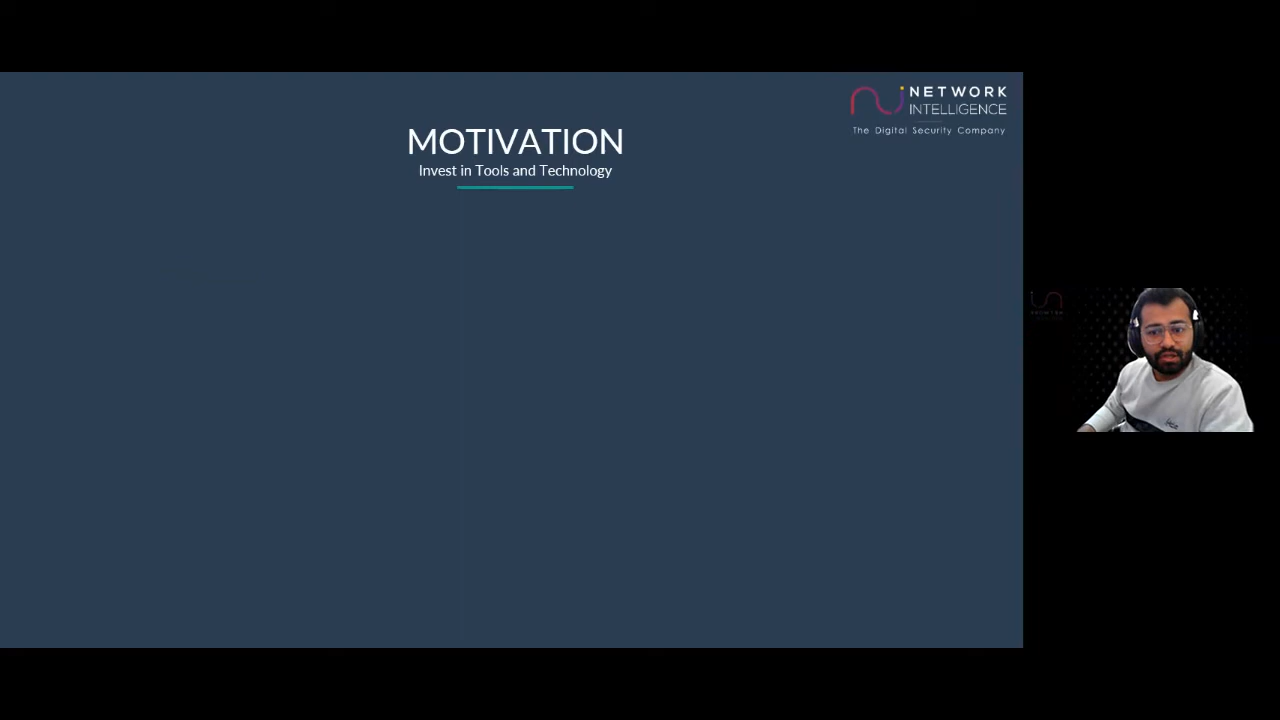 NETWORK
INTELLIGENCE
The Digital Security Company
MOTIVATION
Invest in Tools and Technology